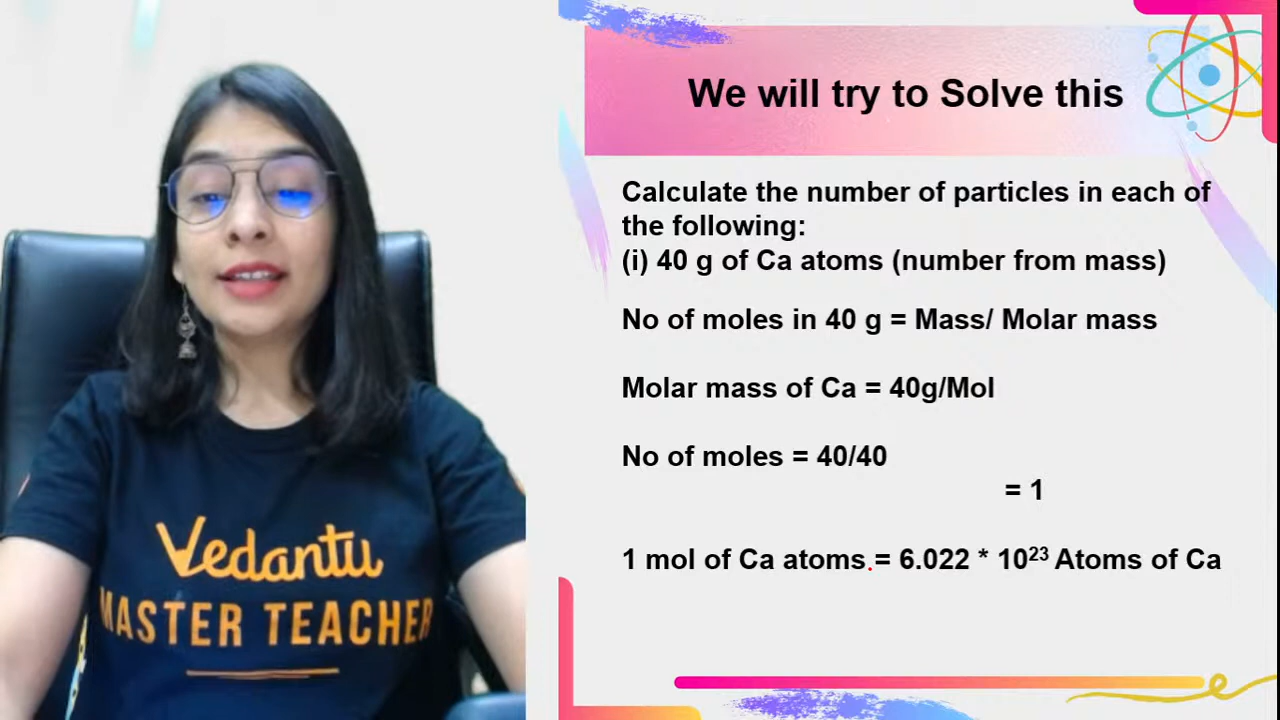 We will try to Solve this
Calculate the number of particles in each of
the following:
(i) 40 g of Ca atoms (number from mass)
No of moles in 40 g = Mass/ Molar mass
Molar mass of Ca = 40g/Mol
No of moles = 40/40
= 1
1 mol of Ca atoms.= 6.022 * 10²³ Atoms of Ca
Vedantu
MASTER TEACHER